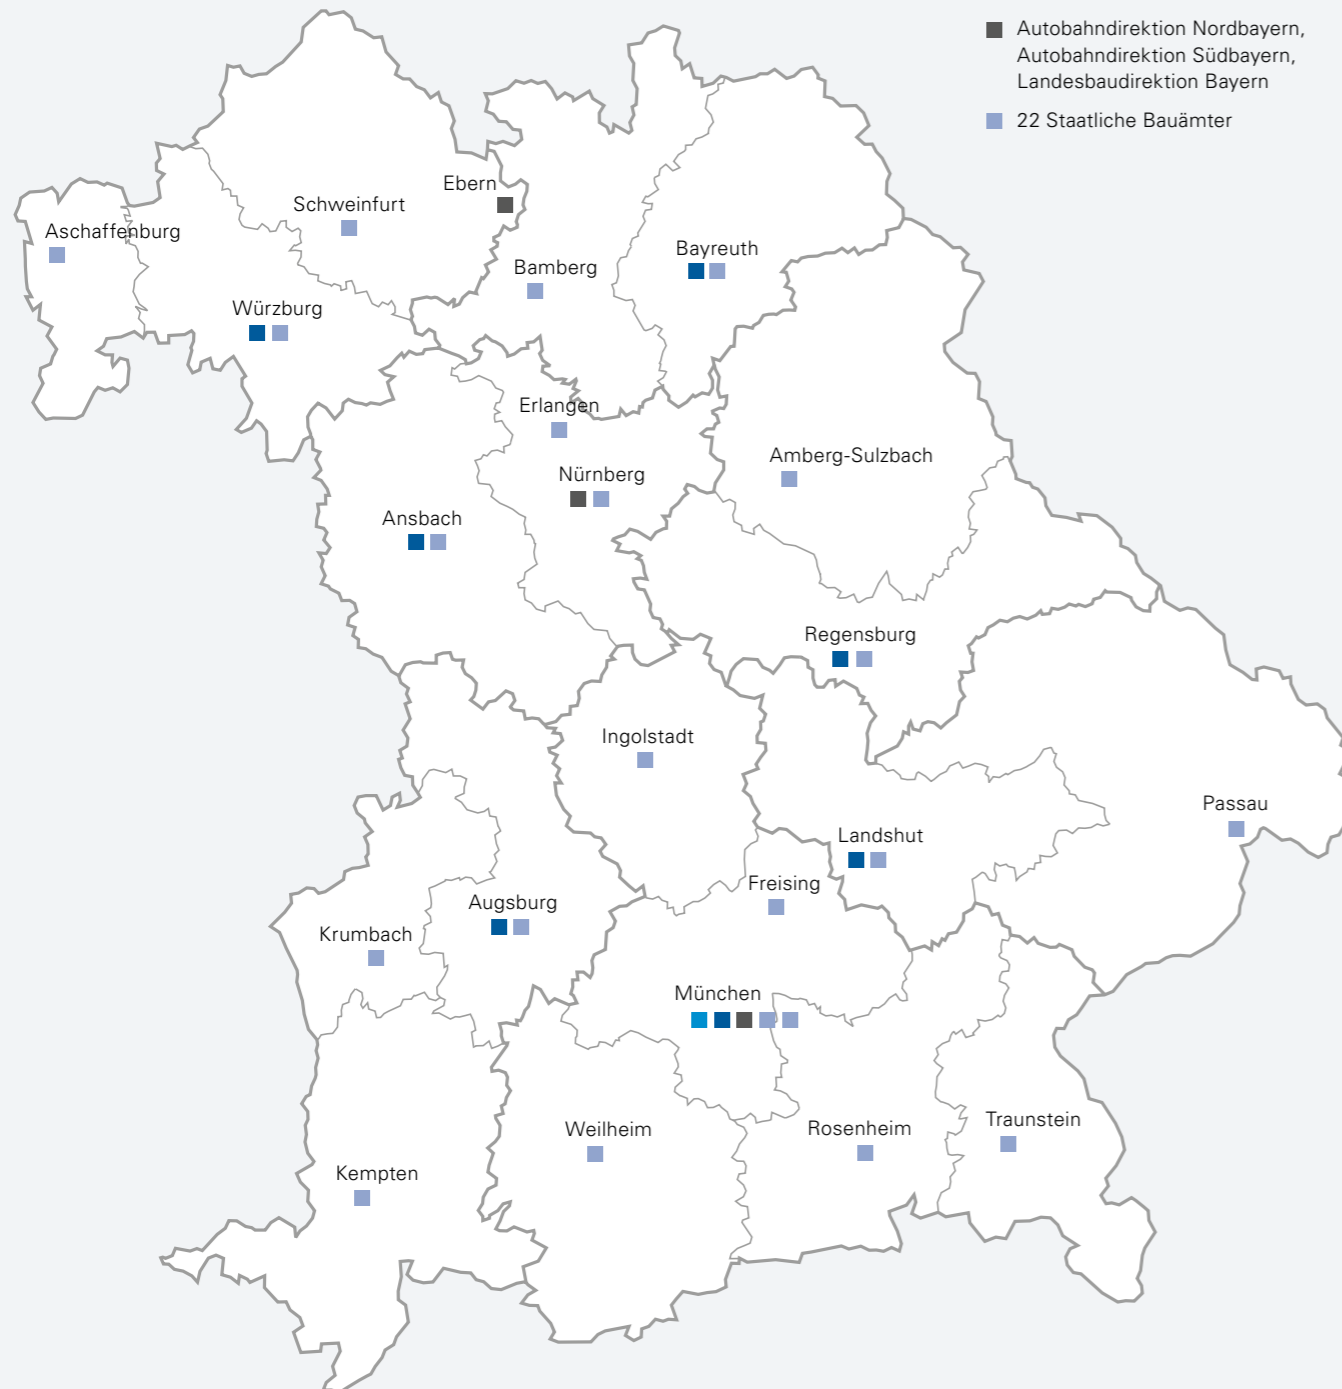 Autobahndirektion Nordbayern,
Autobahndirektion Südbayern,
Landesbaudirektion Bayern
22 Staatliche Bauämter
Ebern
Schweinfurt
Aschaffenburg
Bayreuth
Bamberg
Würzburg
Erlangen
Amberg-Sulzbach
Nürnberg
Ansbach
Regensburg
Ingolstadt
Passau
Landshut
Freising
Augsburg
Krumbach
München
Traunstein
Rosenheim
Weilheim
Kempten